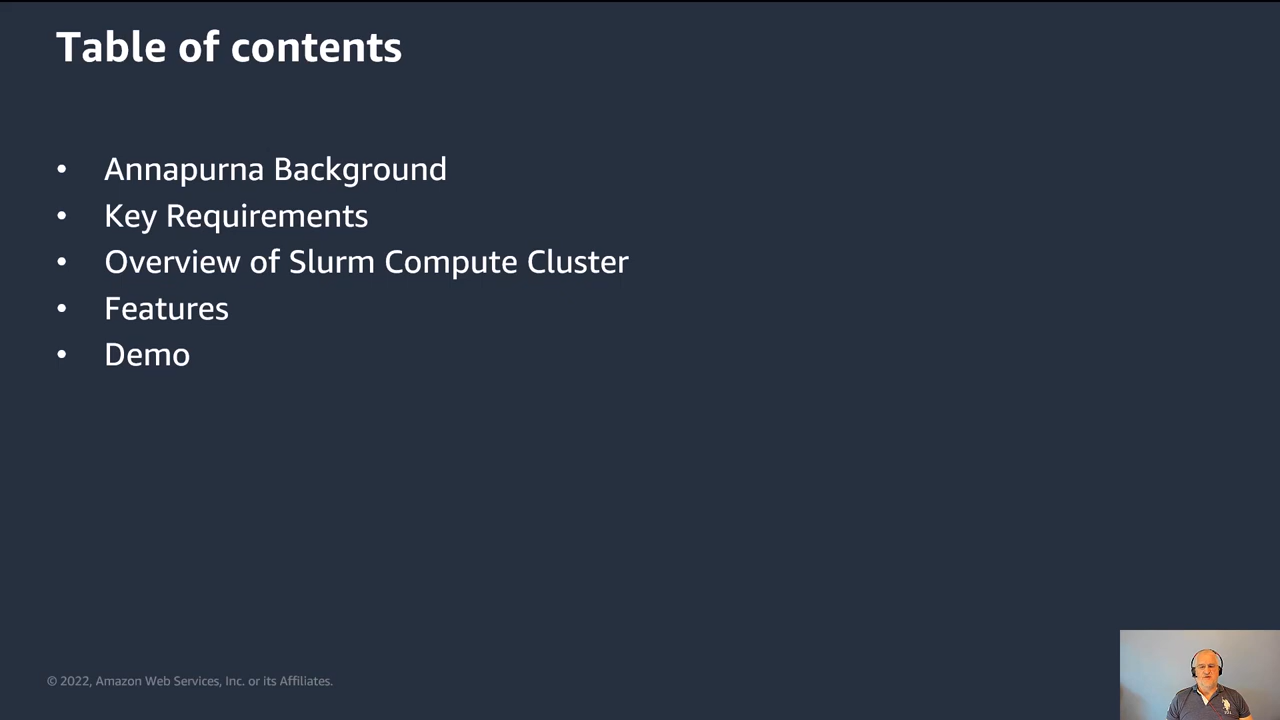 Table of contents
• Annapurna Background
• Key Requirements
• Overview of Slurm Compute Cluster
• Features
• Demo
© 2022, Amazon Web Services, Inc. or its Affiliates.